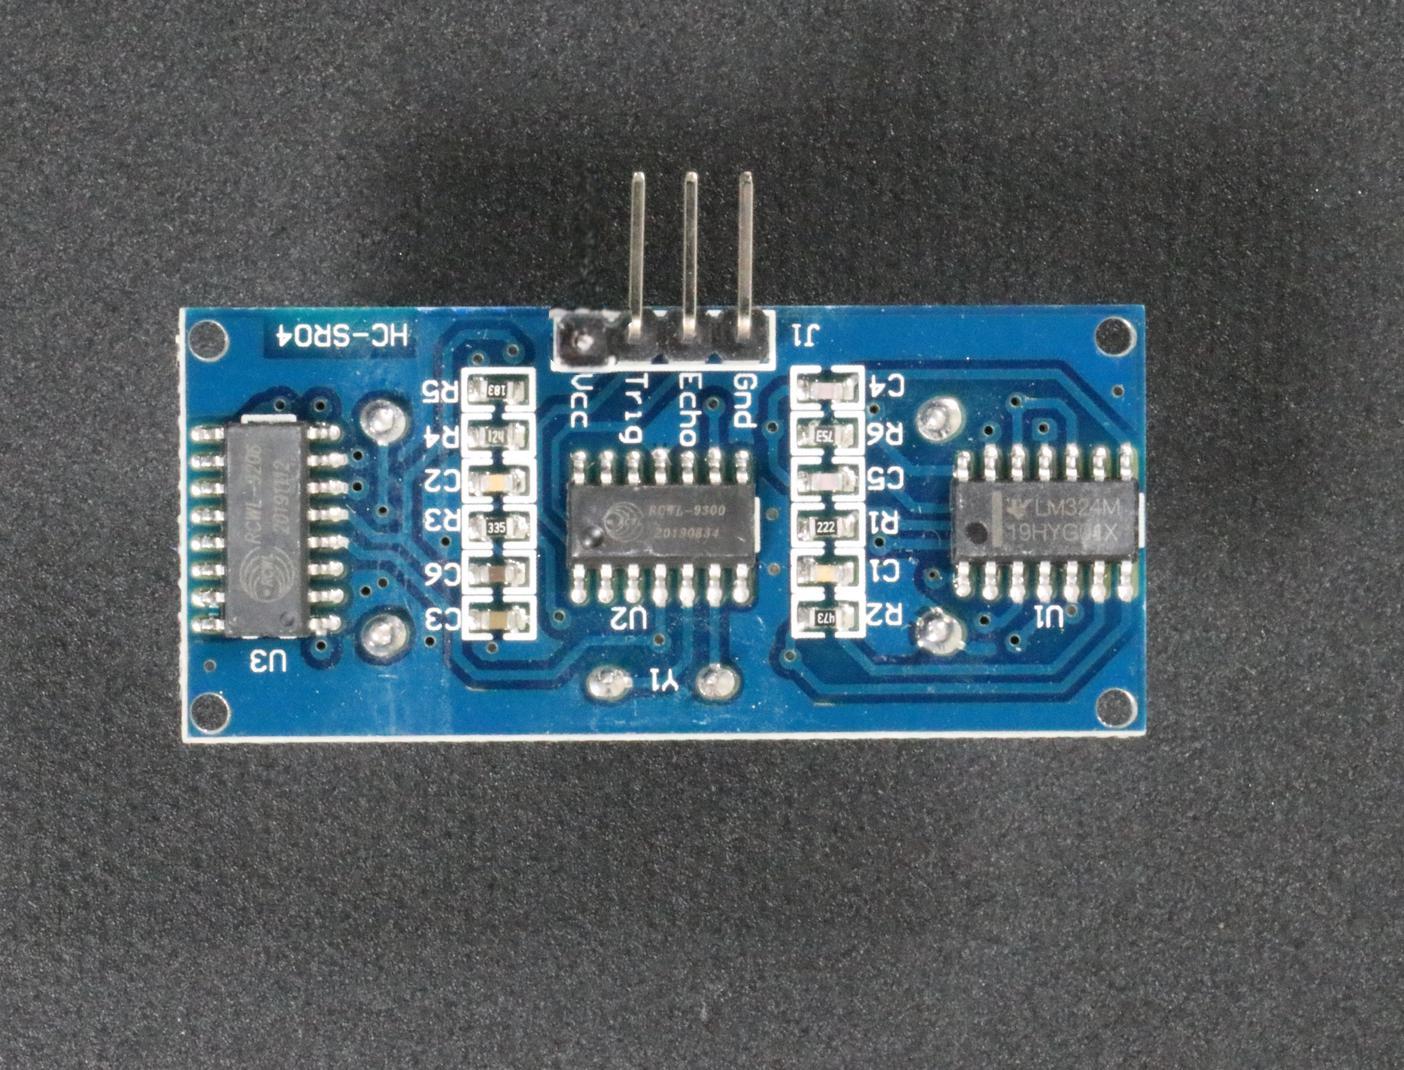 HC-SR04
J1
Vcc
Trig
Echo
Gnd
R5
183
R4
124
C2
R3
335
C6
C3
C4
R6
753
C5
R1
222
C1
R2
473
RCWL-9300
20190834
U2
Y1
LM324M
U1
U3